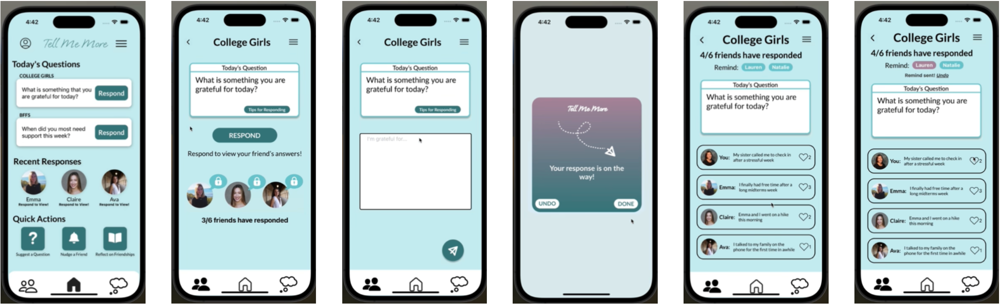 4:42
Tell Me More
Today's Questions
COLLEGE GIRLS
What is something that you
are grateful for today?
Respond
BFFS
When did you most need
support this week?
Respond
Recent Responses
Emma
Respond to View!
Claire
Respond to View!
Ava
Respond to View!
Quick Actions
?
Suggest a Question
Nudge a Friend
Reflect on Friendships
4:42
College Girls
Today's Question
What is something you are
grateful for today?
Tips for Responding
RESPOND
Respond to view your friend's answers!
3/6 friends have responded
4:42
College Girls
Today's Question
What is something you are
grateful for today?
Tips for Responding
I'm grateful for...
4:42
Tell Me More
Your response is on the
way!
UNDO
DONE
4:42
College Girls
4/6 friends have responded
Remind: Lauren Natalie
Today's Question
What is something you are
grateful for today?
You: My sister called me to check in
after a stressful week
2
Emma: I finally had free time after a
long midterms week
3
Claire: Emma and I went on a hike
this morning
2
Ava: I talked to my family on the
phone for the first time in awhile
1
4:42
College Girls
4/6 friends have responded
Remind: Lauren Natalie
Remind sent! Undo
Today's Question
What is something you are
grateful for today?
You: My sister called me to check in
after a stressful week
2
Emma: I finally had free time after a
long midterms week
3
Claire: Emma and I went on a hike
this morning
2
Ava: I talked to my family on the
phone for the first time in awhile
1